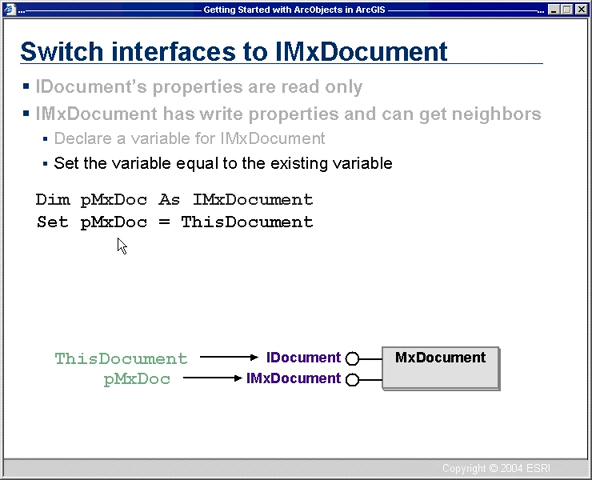 ... Getting Started with ArcObjects in ArcGIS
Switch interfaces to IMxDocument
▪ IDocument's properties are read only
▪ IMxDocument has write properties and can get neighbors
▪ Declare a variable for IMxDocument
▪ Set the variable equal to the existing variable
Dim pMxDoc As IMxDocument
Set pMxDoc = ThisDocument
ThisDocument IDocument MxDocument
pMxDoc IMxDocument
Copyright © 2004 ESRI